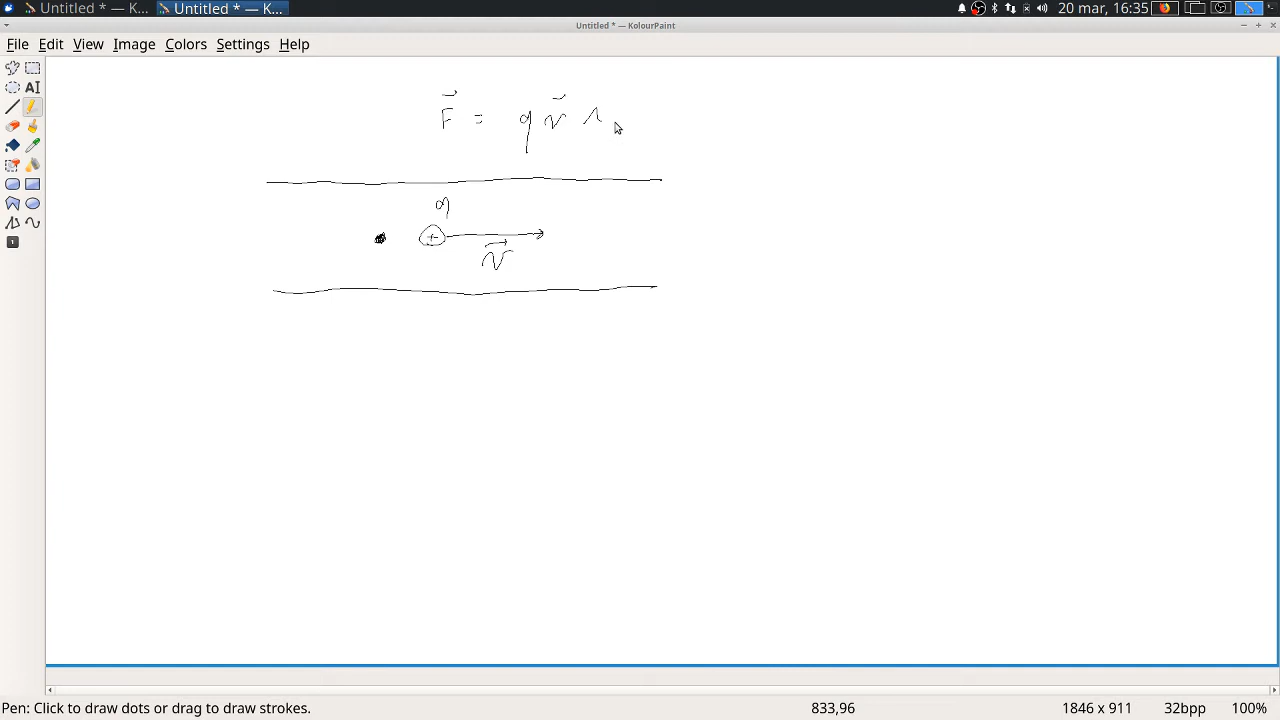 Untitled * — K...
Untitled * — K...
20 mar, 16:35
Untitled * — KolourPaint
File Edit View Image Colors Settings Help
F⃗ = q v⃗ ∧
q
+
v⃗
Pen: Click to draw dots or drag to draw strokes.
833,96
1846 x 911
32bpp
100%